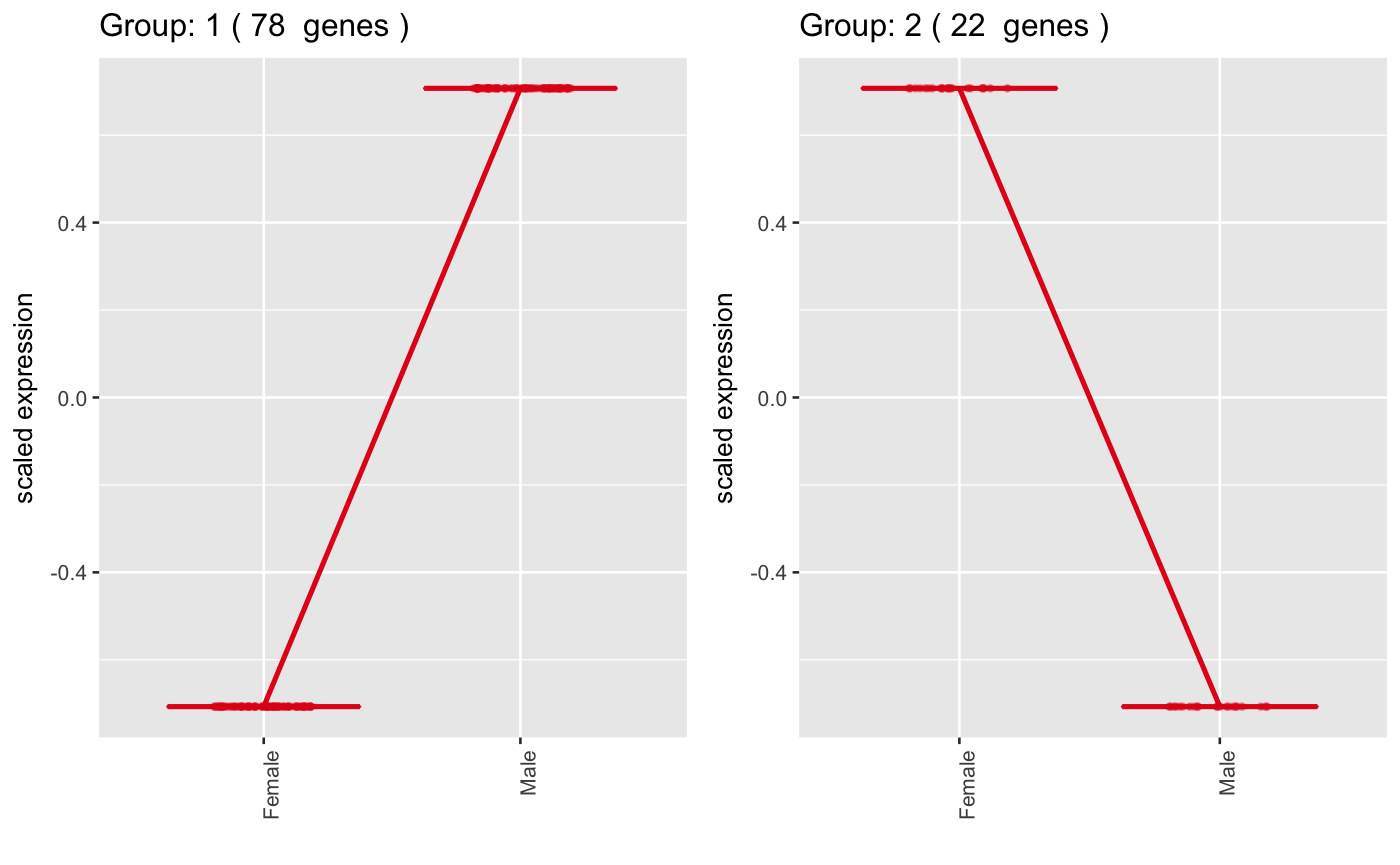 Group: 1 ( 78  genes )
scaled expression
0.4
0.0
-0.4
Female
Male
Group: 2 ( 22  genes )
scaled expression
0.4
0.0
-0.4
Female
Male